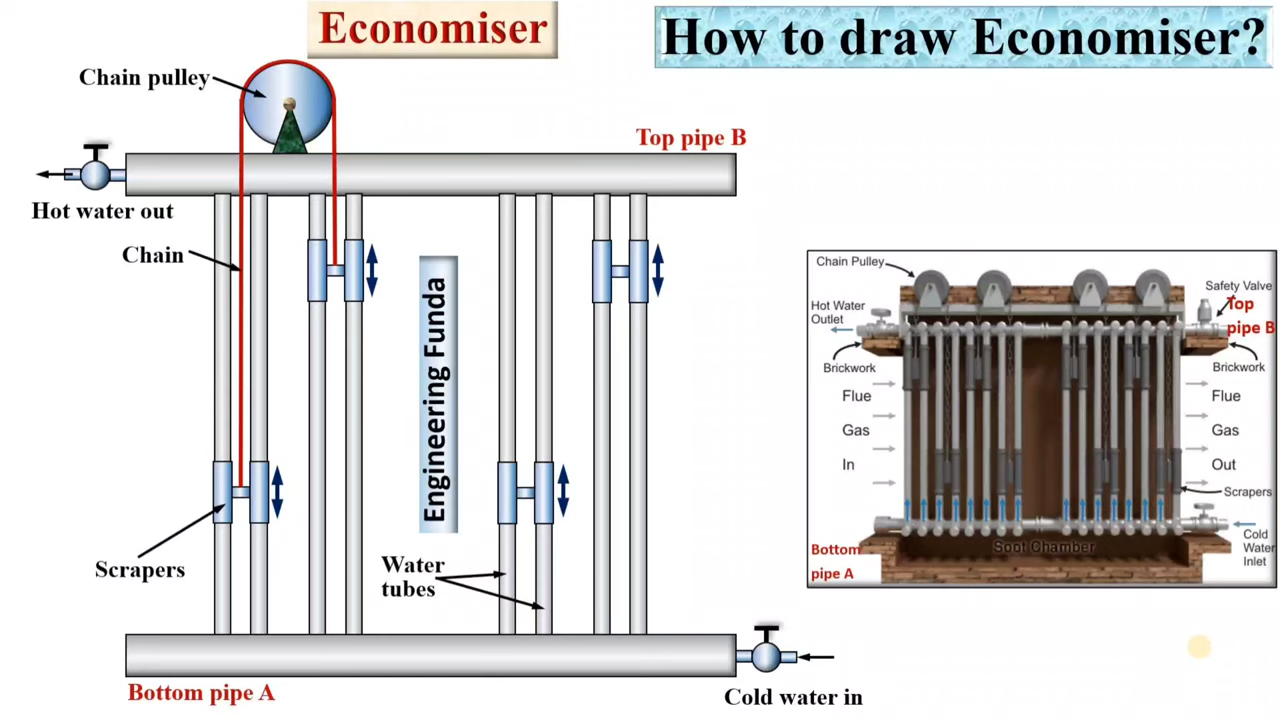 Economiser
How to draw Economiser?
Chain pulley
Top pipe B
Hot water out
Chain
Engineering Funda
Scrapers
Water
tubes
Bottom pipe A
Cold water in
Chain Pulley
Safety Valve
Hot Water
Outlet
Top
pipe B
Brickwork
Brickwork
Flue
Gas
In
Flue
Gas
Out
Scrapers
Cold
Water
Inlet
Soot Chamber
Bottom
pipe A